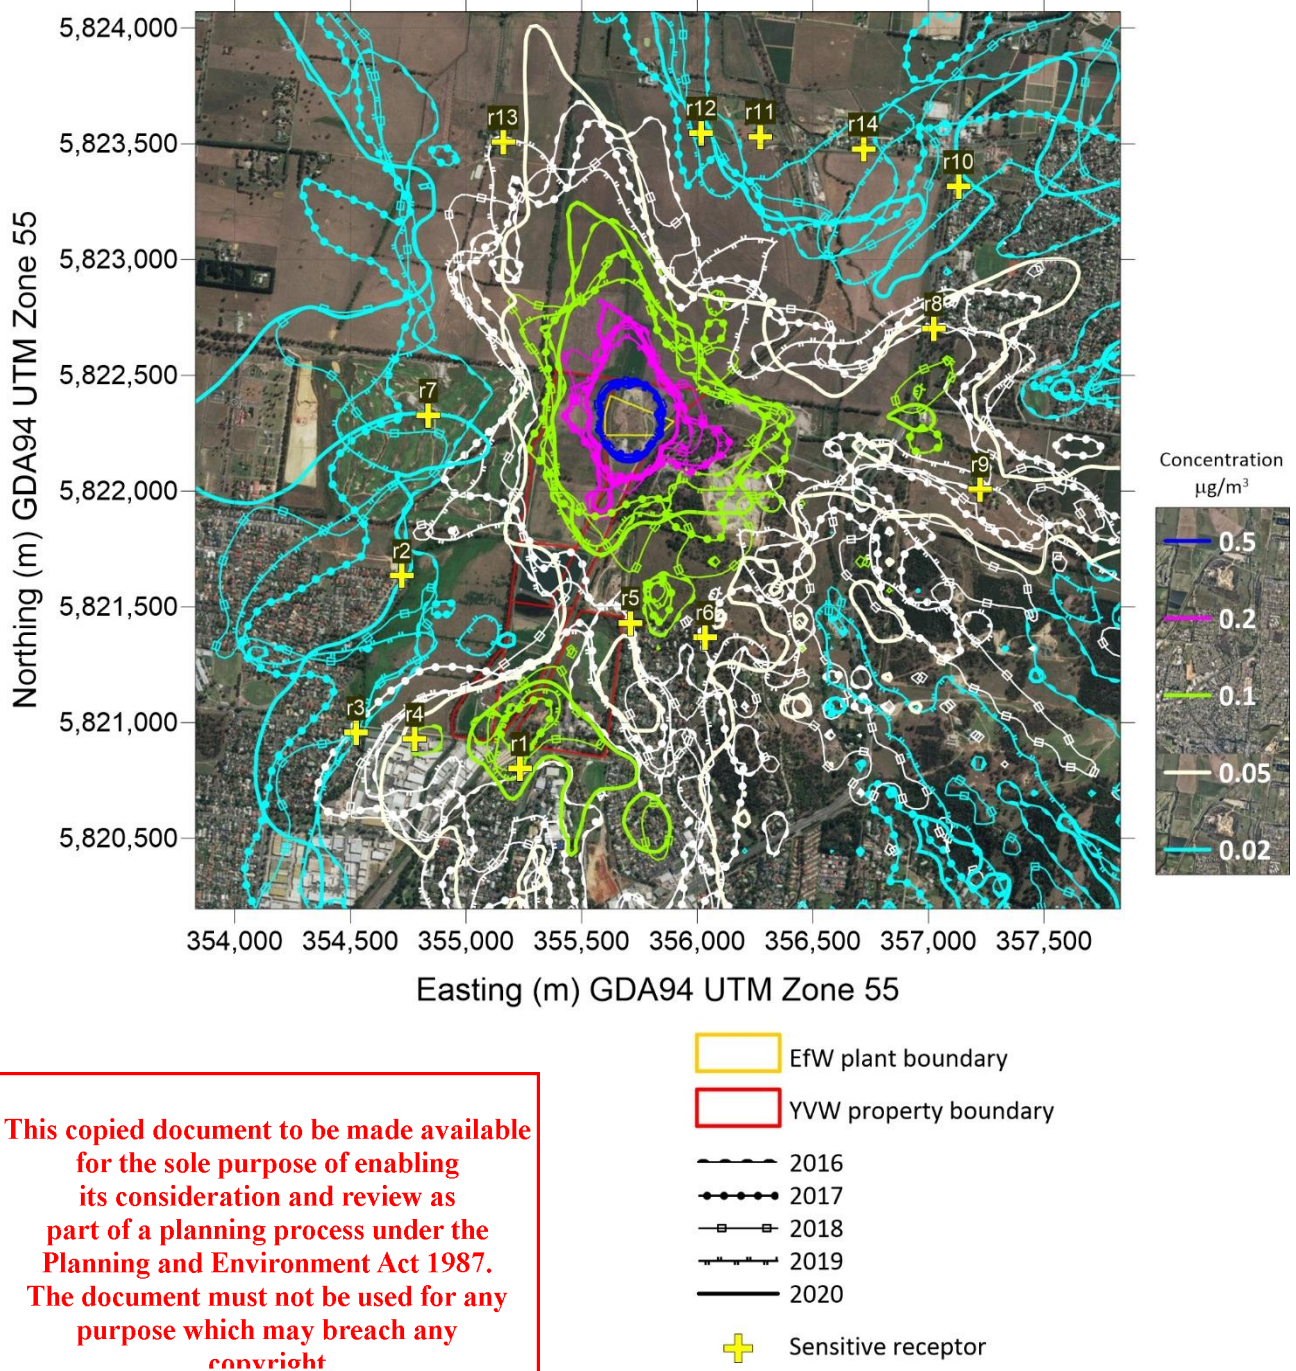 5,824,000
5,823,500
5,823,000
5,822,500
5,822,000
5,821,500
5,821,000
5,820,500
Northing (m) GDA94 UTM Zone 55
r13
r12
r11
r14
r10
r8
r7
r9
r2
r5
r6
r3
r4
r1
354,000
354,500
355,000
355,500
356,000
356,500
357,000
357,500
Easting (m) GDA94 UTM Zone 55
Concentration
µg/m³
0.5
0.2
0.1
0.05
0.02
EfW plant boundary
YVW property boundary
2016
2017
2018
2019
2020
Sensitive receptor
This copied document to be made available
for the sole purpose of enabling
its consideration and review as
part of a planning process under the
Planning and Environment Act 1987.
The document must not be used for any
purpose which may breach any
copyright